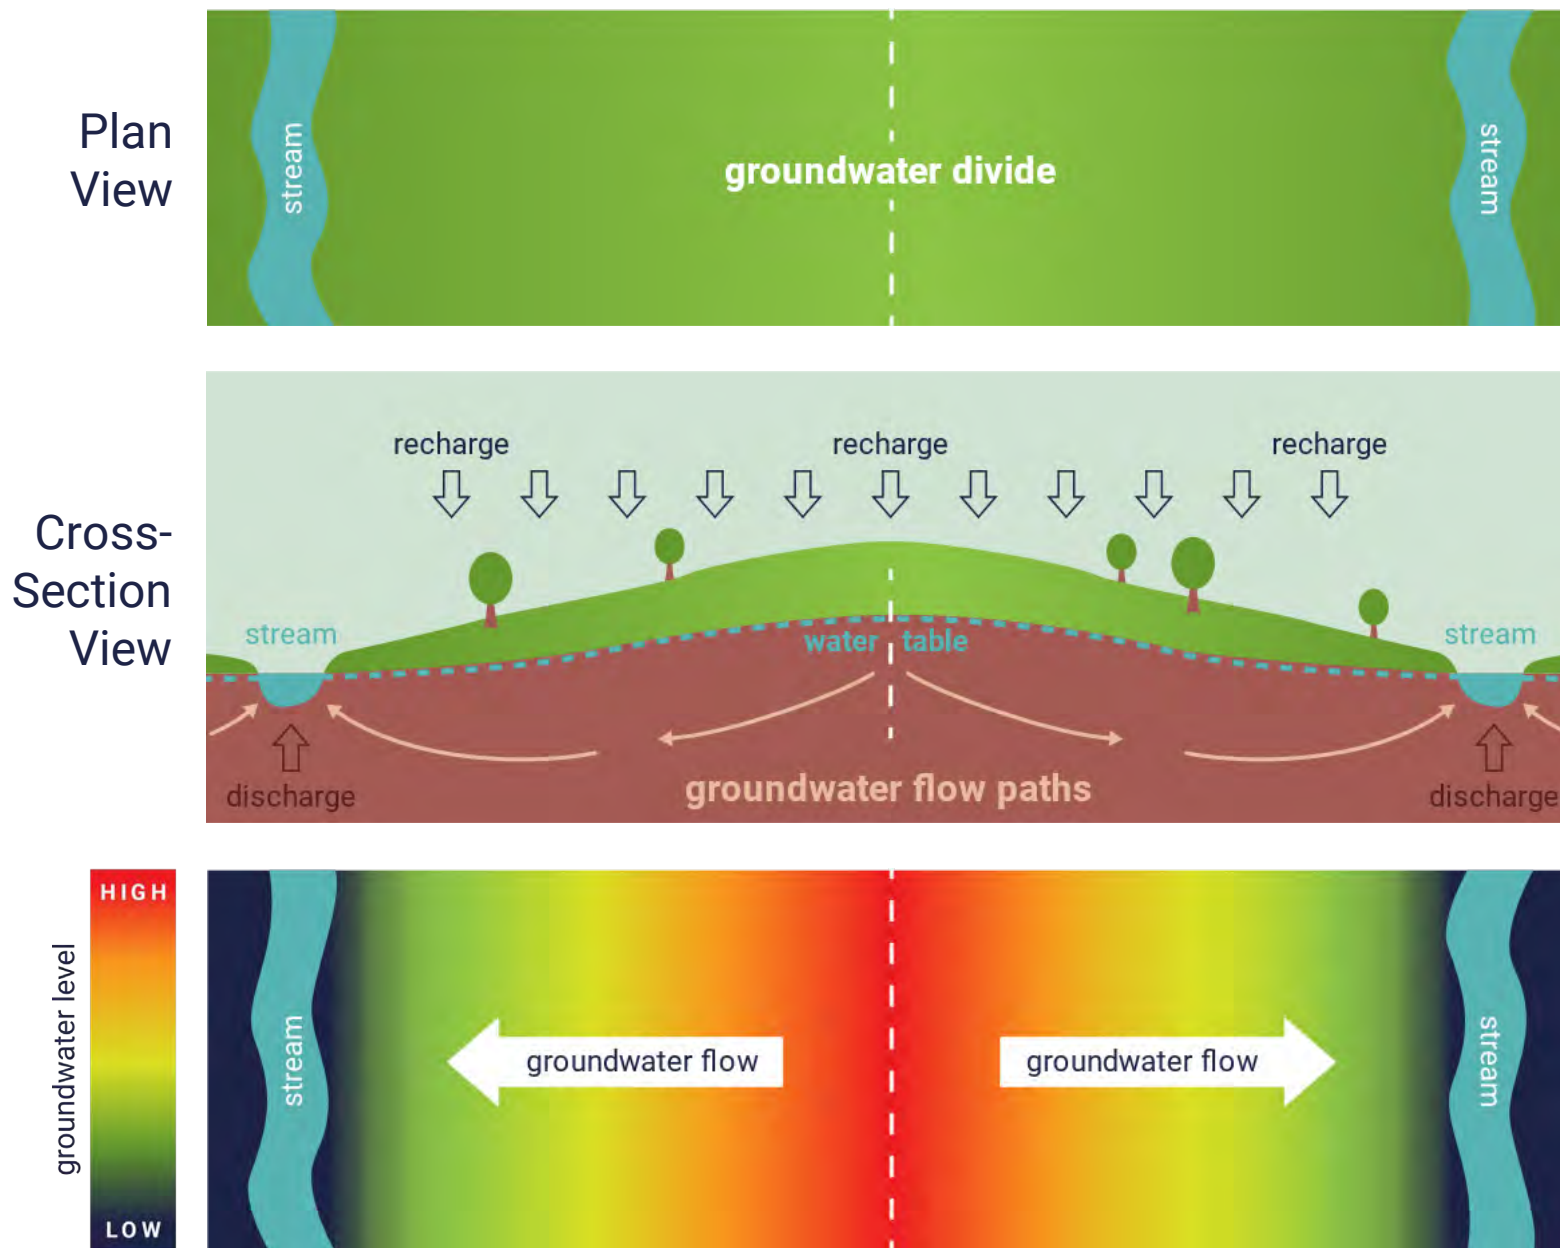 Plan
View
stream
groundwater divide
stream
Cross-
Section
View
recharge
recharge
recharge
stream
water table
stream
discharge
groundwater flow paths
discharge
groundwater level
HIGH
LOW
stream
groundwater flow
groundwater flow
stream